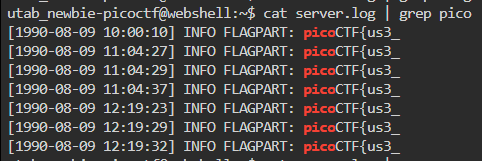 utab_newbie-picoctf@webshell:~$ cat server.log | grep pico
[1990-08-09 10:00:10] INFO FLAGPART: picoCTF{us3_
[1990-08-09 11:04:27] INFO FLAGPART: picoCTF{us3_
[1990-08-09 11:04:29] INFO FLAGPART: picoCTF{us3_
[1990-08-09 11:04:37] INFO FLAGPART: picoCTF{us3_
[1990-08-09 12:19:23] INFO FLAGPART: picoCTF{us3_
[1990-08-09 12:19:29] INFO FLAGPART: picoCTF{us3_
[1990-08-09 12:19:32] INFO FLAGPART: picoCTF{us3_